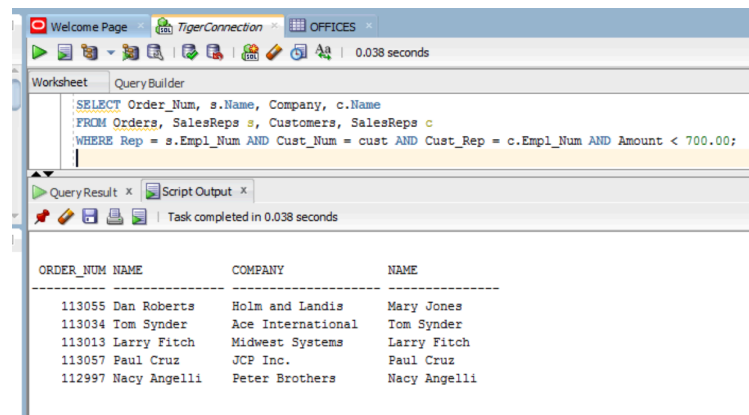 Welcome Page × TigerConnection × OFFICES ×
0.038 seconds
Worksheet Query Builder
SELECT Order_Num, s.Name, Company, c.Name
FROM Orders, SalesReps s, Customers, SalesReps c
WHERE Rep = s.Empl_Num AND Cust_Num = cust AND Cust_Rep = c.Empl_Num AND Amount < 700.00;
Query Result × Script Output ×
Task completed in 0.038 seconds
ORDER_NUM NAME COMPANY NAME
---------- --------------- -------------------- ---------------
113055 Dan Roberts Holm and Landis Mary Jones
113034 Tom Synder Ace International Tom Synder
113013 Larry Fitch Midwest Systems Larry Fitch
113057 Paul Cruz JCP Inc. Paul Cruz
112997 Nacy Angelli Peter Brothers Nacy Angelli